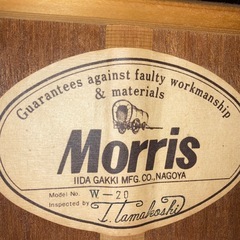 Guarantees against faulty workmanship
& materials
Morris
IIDA GAKKI MFG. CO., NAGOYA
Model No. W-20
Inspected by T. Tamakoshi